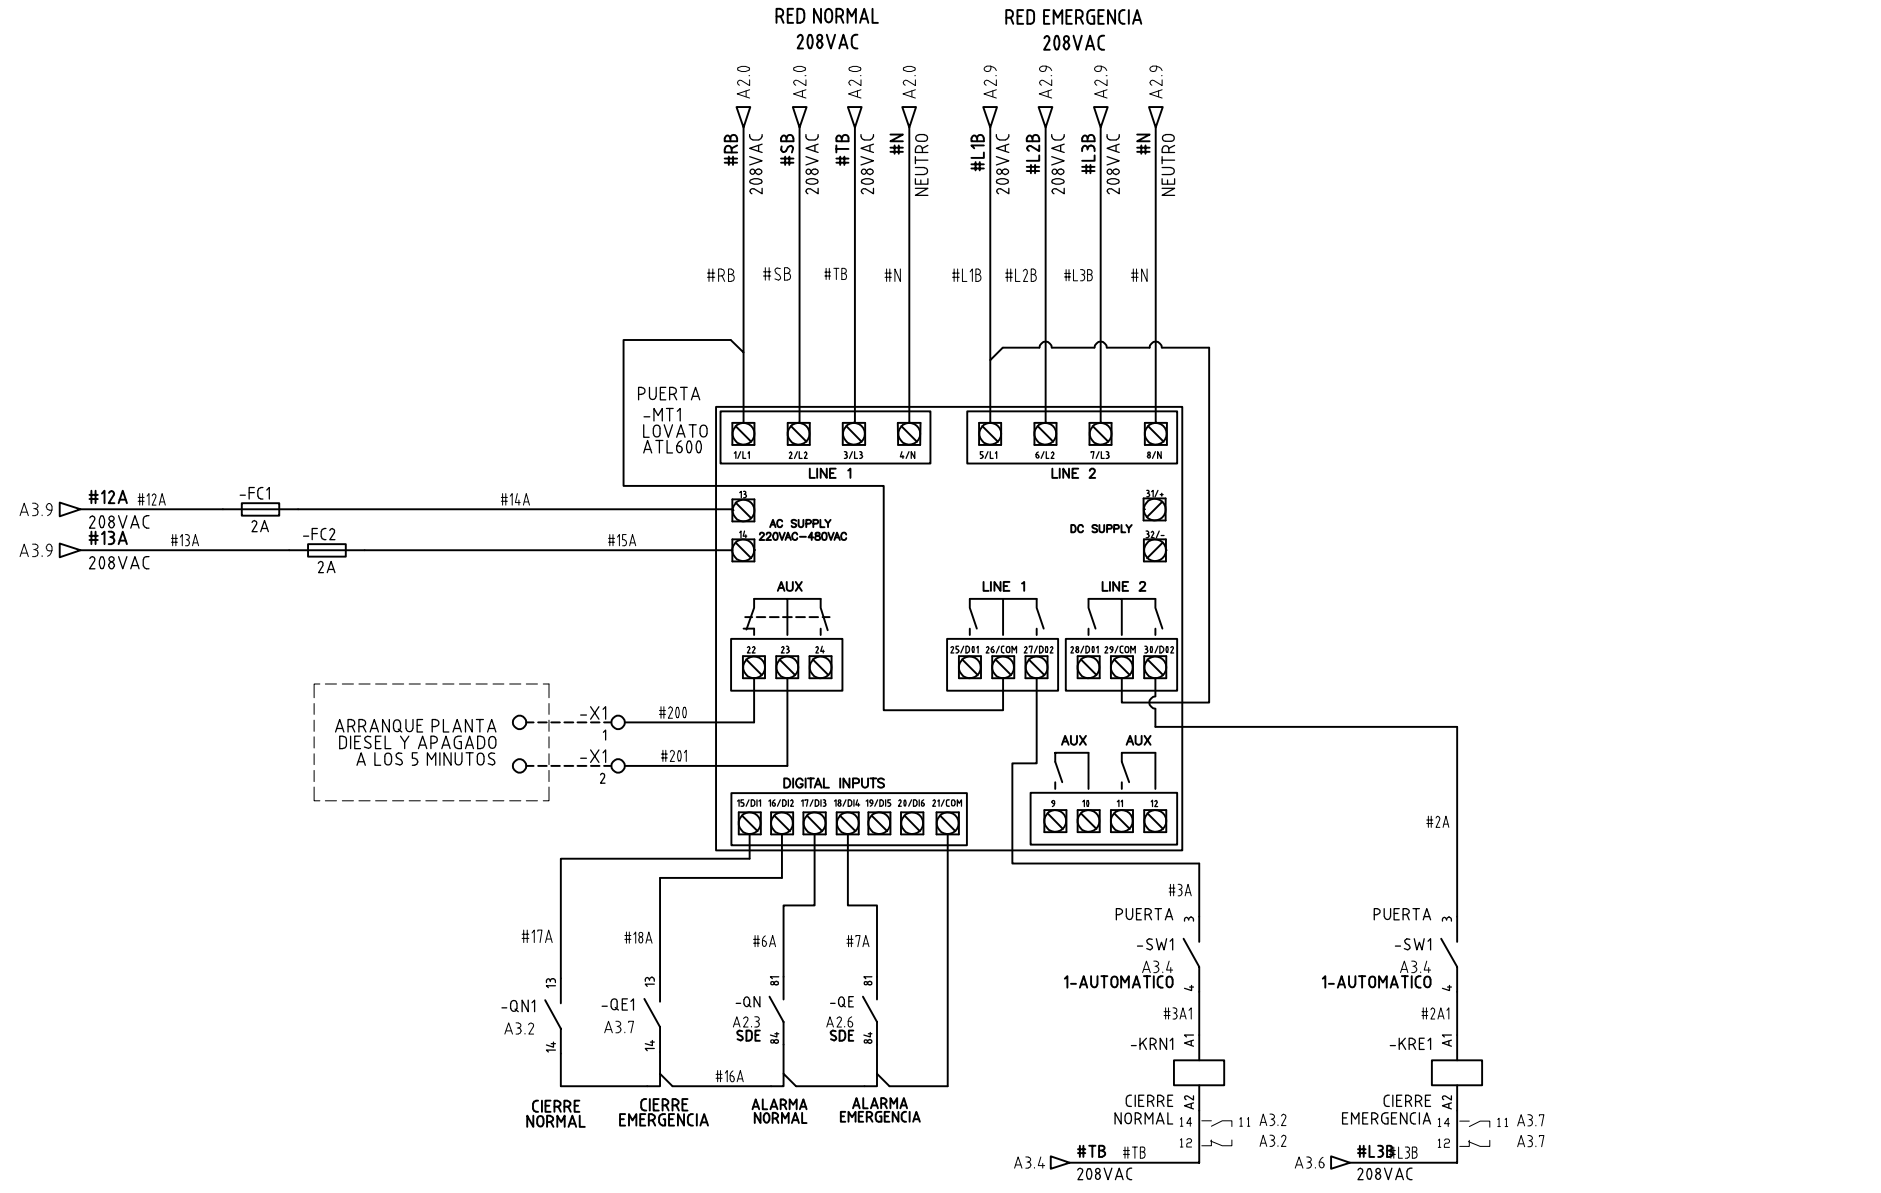 RED NORMAL
208VAC
RED EMERGENCIA
208VAC
A2.0
A2.0
A2.0
A2.0
A2.9
A2.9
A2.9
A2.9
#RB
208VAC
#SB
208VAC
#TB
208VAC
#N
NEUTRO
#L1B
208VAC
#L2B
208VAC
#L3B
208VAC
#N
NEUTRO
#RB
#SB
#TB
#N
#L1B
#L2B
#L3B
#N
PUERTA
-MT1
LOVATO
ATL600
1/L1
2/L2
3/L3
4/N
LINE 1
5/L1
6/L2
7/L3
8/N
LINE 2
A3.9
#12A
#12A
208VAC
-FC1
2A
#14A
13
A3.9
#13A
#13A
208VAC
-FC2
2A
#15A
14
AC SUPPLY
220VAC-480VAC
31/+
DC SUPPLY
32/-
AUX
22
23
24
LINE 1
25/D01
26/COM
27/D02
LINE 2
28/D01
29/COM
30/D02
ARRANQUE PLANTA
DIESEL Y APAGADO
A LOS 5 MINUTOS
-X1
1
#200
-X1
2
#201
AUX
AUX
9
10
11
12
DIGITAL INPUTS
15/DI1
16/DI2
17/DI3
18/DI4
19/DI5
20/DI6
21/COM
#17A
#18A
#6A
#7A
13
-QN1
A3.2
14
13
-QE1
A3.7
14
81
-QN
A2.3
SDE
84
81
-QE
A2.6
SDE
84
#16A
CIERRE
NORMAL
CIERRE
EMERGENCIA
ALARMA
NORMAL
ALARMA
EMERGENCIA
#3A
PUERTA
3
-SW1
A3.4
1-AUTOMATICO
4
#3A1
-KRN1
A1
CIERRE
NORMAL
A2
14
11
A3.2
12
A3.2
A3.4
#TB
#TB
208VAC
#2A
PUERTA
3
-SW1
A3.4
1-AUTOMATICO
4
#2A1
-KRE1
A1
CIERRE
EMERGENCIA
A2
14
11
A3.7
12
A3.7
A3.6
#L3B
#L3B
208VAC